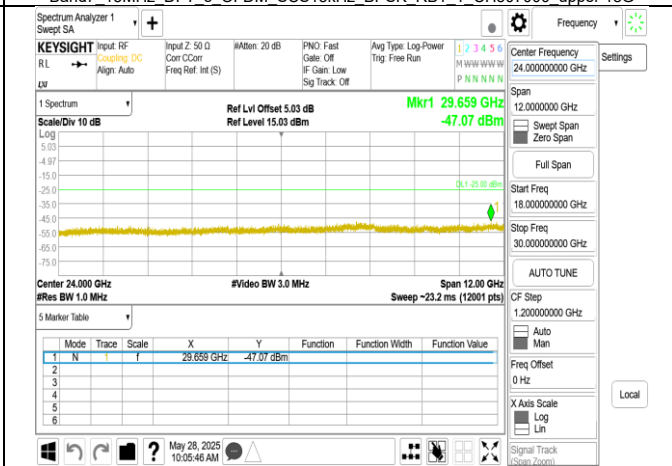 Spectrum Analyzer 1
Swept SA
Frequency
KEYSIGHT
RL
Input: RF
Coupling: DC
Align: Auto
Input Z: 50 Ω
Corr CCorr
Freq Ref: Int (S)
#Atten: 20 dB
PNO: Fast
Gate: Off
IF Gain: Low
Sig Track: Off
Avg Type: Log-Power
Trig: Free Run
1 2 3 4 5 6
M W W W W W
P N N N N N
Center Frequency
24.000000000 GHz
Settings
Span
12.0000000 GHz
Swept Span
Zero Span
Full Span
Start Freq
18.000000000 GHz
Stop Freq
30.000000000 GHz
AUTO TUNE
CF Step
1.200000000 GHz
Auto
Man
Freq Offset
0 Hz
X Axis Scale
Log
Lin
Signal Track
(Span Zoom)
Local
1 Spectrum
Scale/Div 10 dB
Ref Lvl Offset 5.03 dB
Ref Level 15.03 dBm
Mkr1 29.659 GHz
-47.07 dBm
Log
5.03
-4.97
-15.0
-25.0
-35.0
-45.0
-55.0
-65.0
-75.0
DL1 -25.00 dBm
1
Center 24.000 GHz
#Video BW 3.0 MHz
Span 12.00 GHz
#Res BW 1.0 MHz
Sweep ~23.2 ms (12001 pts)
5 Marker Table
Mode Trace Scale X Y Function Function Width Function Value
1 N 1 f 29.659 GHz -47.07 dBm
2
3
4
5
6
May 28, 2025
10:05:46 AM